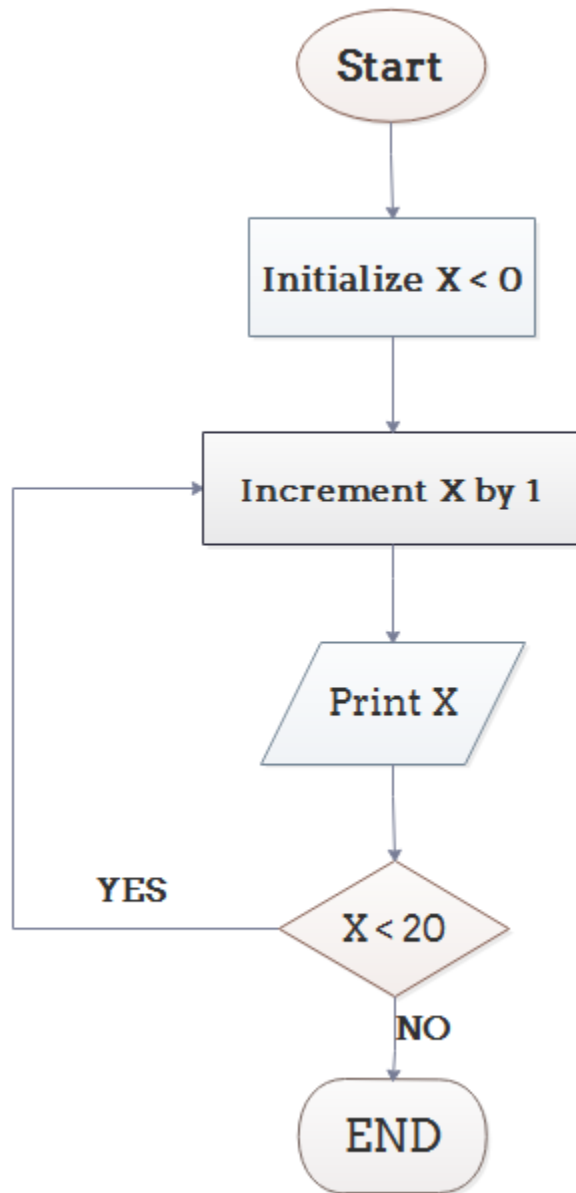 Start
Initialize X < 0
Increment X by 1
Print X
YES
X < 20
NO
END